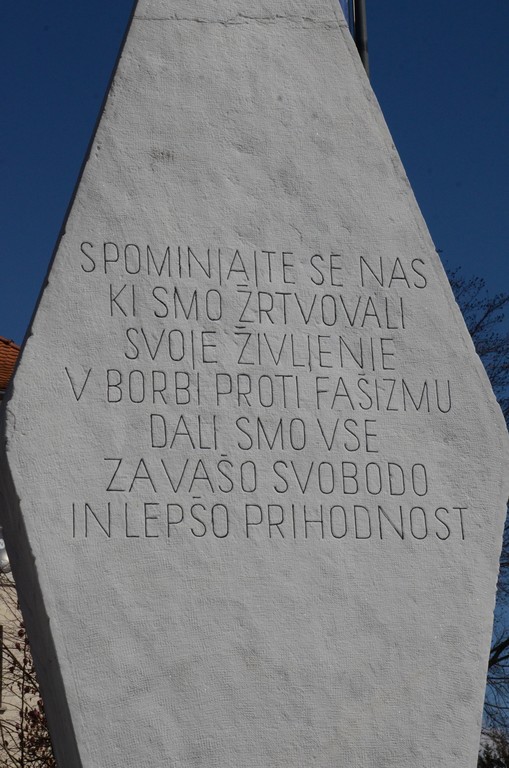 SPOMINJAJTE SE NAS
KI SMO ŽRTVOVALI
SVOJE ŽIVLJENJE
V BORBI PROTI FAŠIZMU
DALI SMO VSE
ZA VAŠO SVOBODO
IN LEPŠO PRIHODNOST